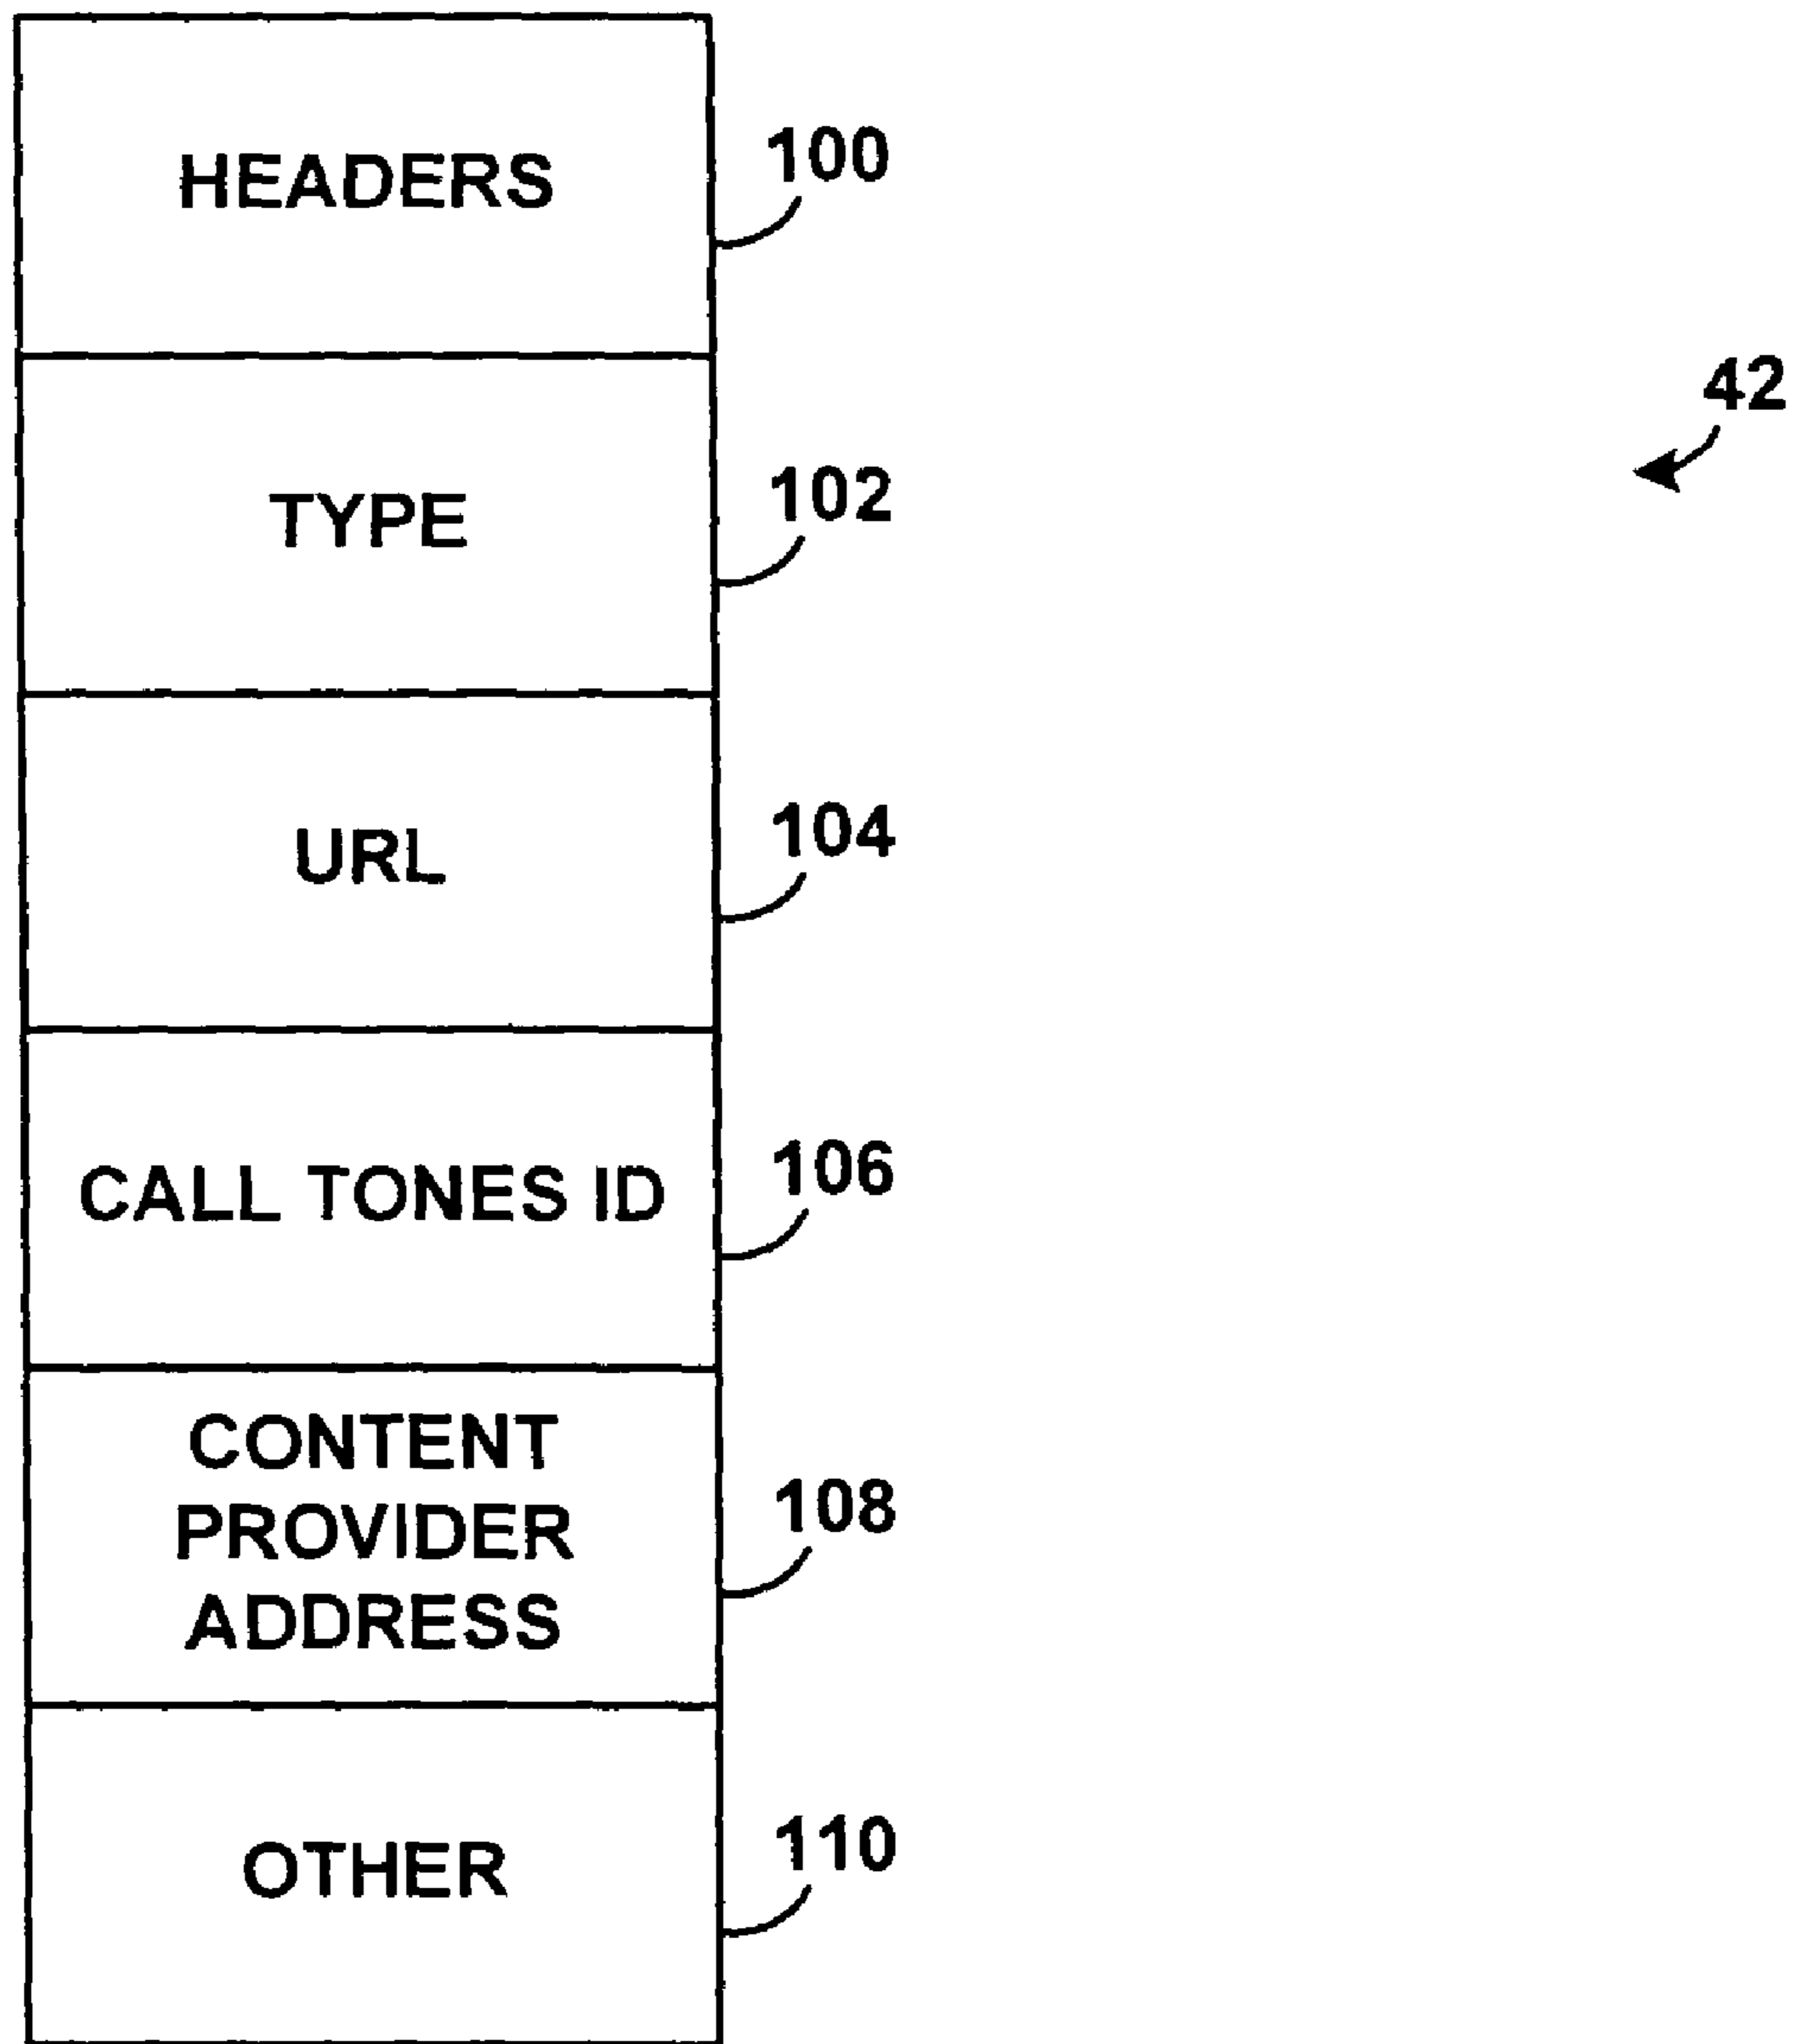 HEADERS
100
42
TYPE
102
URL
104
CALL TONES ID
106
CONTENT
PROVIDER
ADDRESS
108
OTHER
110